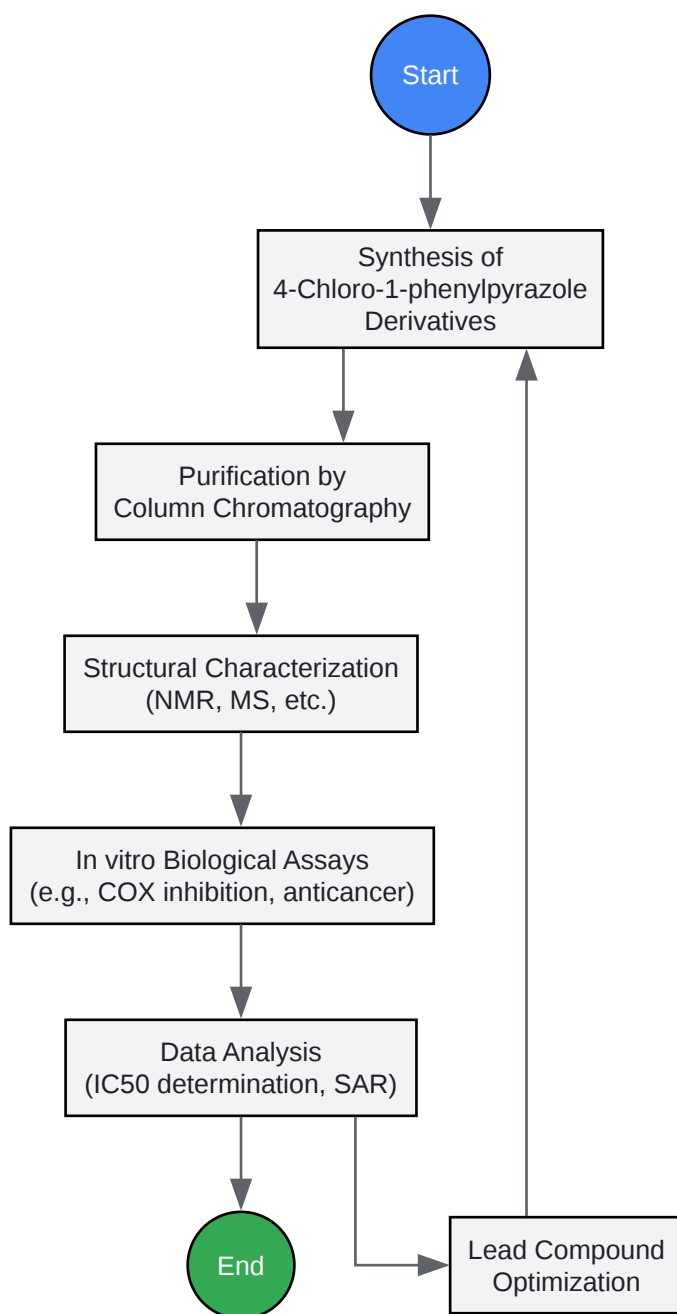 Start
Synthesis of
4-Chloro-1-phenylpyrazole
Derivatives
Purification by
Column Chromatography
Structural Characterization
(NMR, MS, etc.)
In vitro Biological Assays
(e.g., COX inhibition, anticancer)
Data Analysis
(IC50 determination, SAR)
End
Lead Compound
Optimization